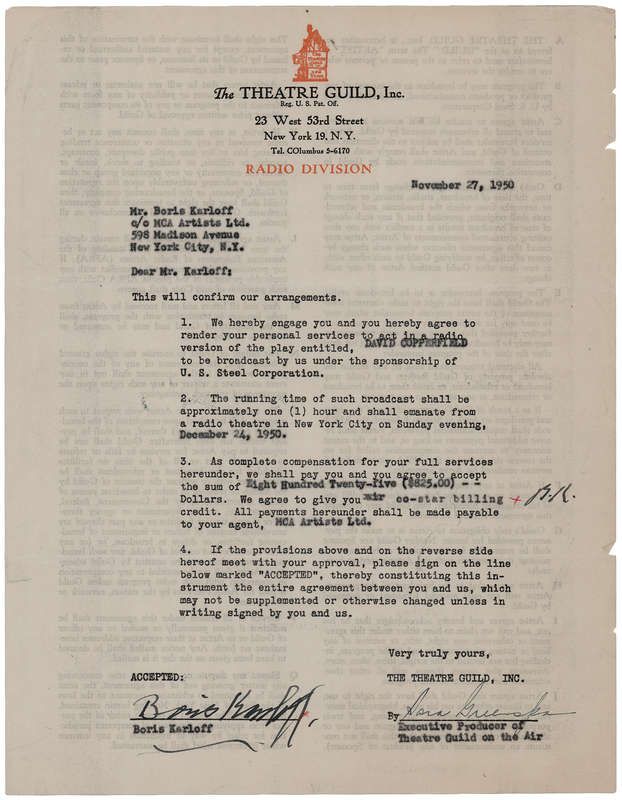 The THEATRE GUILD, Inc.
Reg. U. S. Pat. Off.
23 West 53rd Street
New York 19, N. Y.
Tel. COlumbus 5-6170
RADIO DIVISION
November 27, 1950
Mr. Boris Karloff
c/o MCA Artists Ltd.
598 Madison Avenue
New York City, N.Y.
Dear Mr. Karloff:
This will confirm our arrangements.
1. We hereby engage you and you hereby agree to
render your personal services to act in a radio
version of the play entitled, DAVID COPPERFIELD
to be broadcast by us under the sponsorship of
U. S. Steel Corporation.
2. The running time of such broadcast shall be
approximately one (1) hour and shall emanate from
a radio theatre in New York City on Sunday evening,
December 24, 1950.
3. As complete compensation for your full services
hereunder, we shall pay you and you agree to accept
the sum of Eight Hundred Twenty-five ($825.00) - -
Dollars. We agree to give you air co-star billing + B.K.
credit. All payments hereunder shall be made payable
to your agent, MCA Artists Ltd.
4. If the provisions above and on the reverse side
hereof meet with your approval, please sign on the line
below marked "ACCEPTED", thereby constituting this in-
strument the entire agreement between you and us, which
may not be supplemented or otherwise changed unless in
writing signed by you and us.
Very truly yours,
ACCEPTED: THE THEATRE GUILD, INC.
Boris Karloff
By
Boris Karloff
Executive Producer of
Theatre Guild on the Air